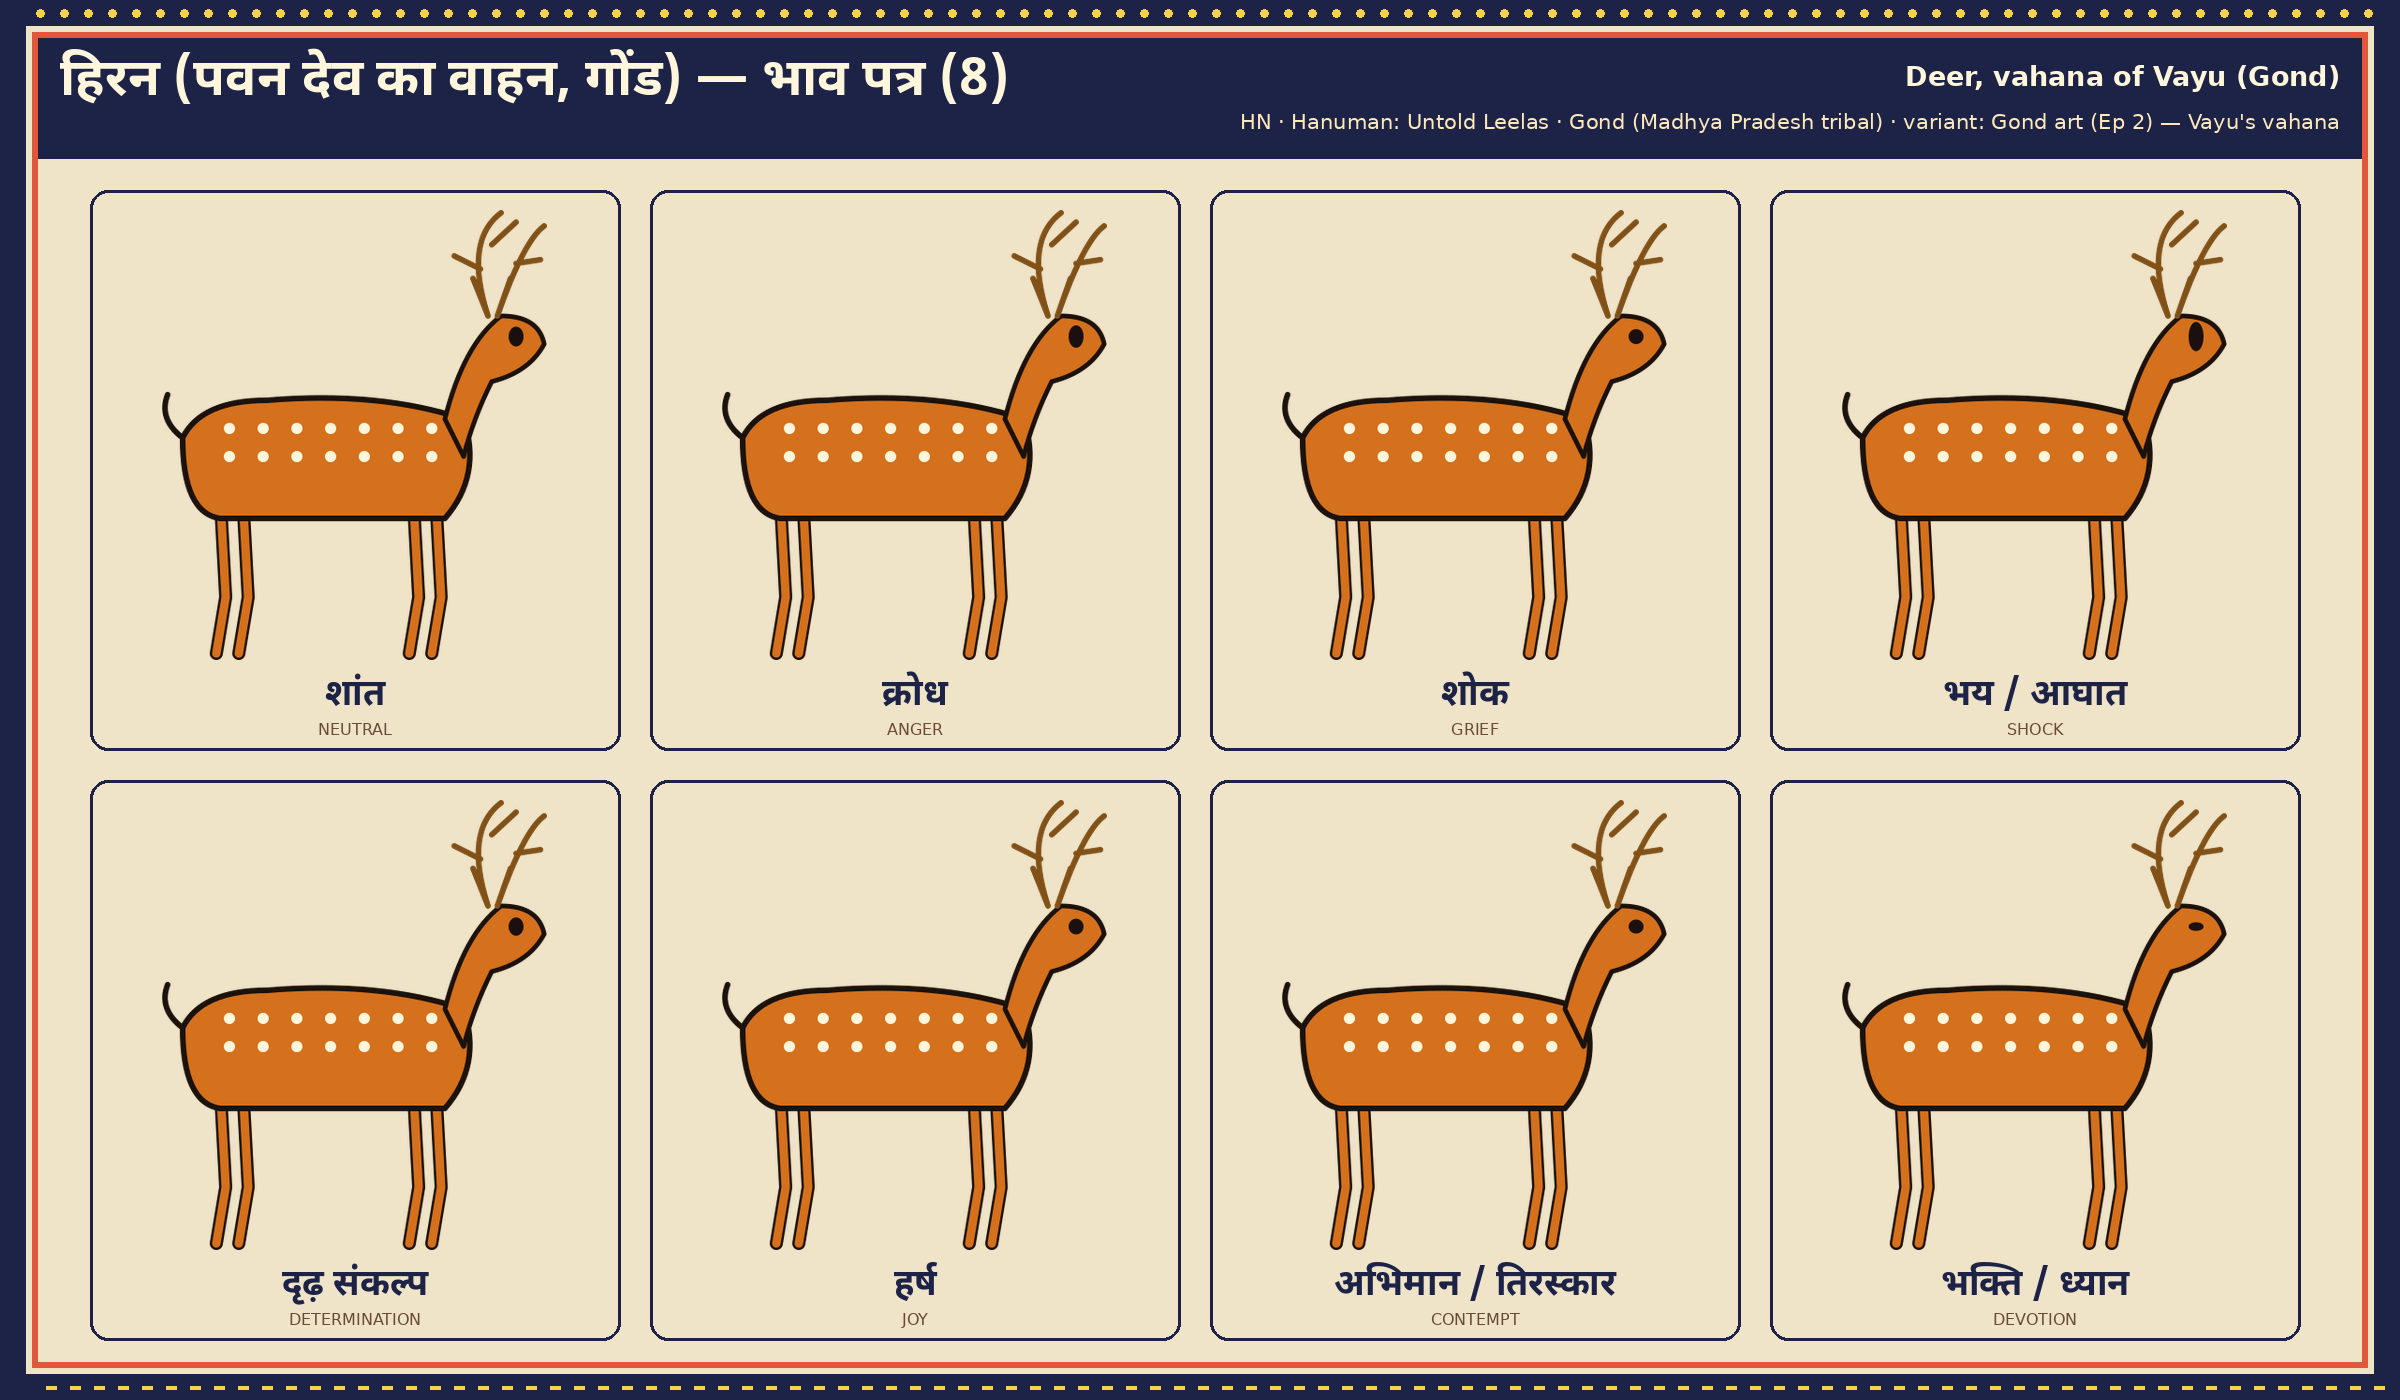 हिरन (पवन देव का वाहन, गोंड) — भाव पत्र (8)
Deer, vahana of Vayu (Gond)
HN · Hanuman: Untold Leelas · Gond (Madhya Pradesh tribal) · variant: Gond art (Ep 2) — Vayu's vahana
शांत
NEUTRAL
क्रोध
ANGER
शोक
GRIEF
भय / आघात
SHOCK
दृढ़ संकल्प
DETERMINATION
हर्ष
JOY
अभिमान / तिरस्कार
CONTEMPT
भक्ति / ध्यान
DEVOTION